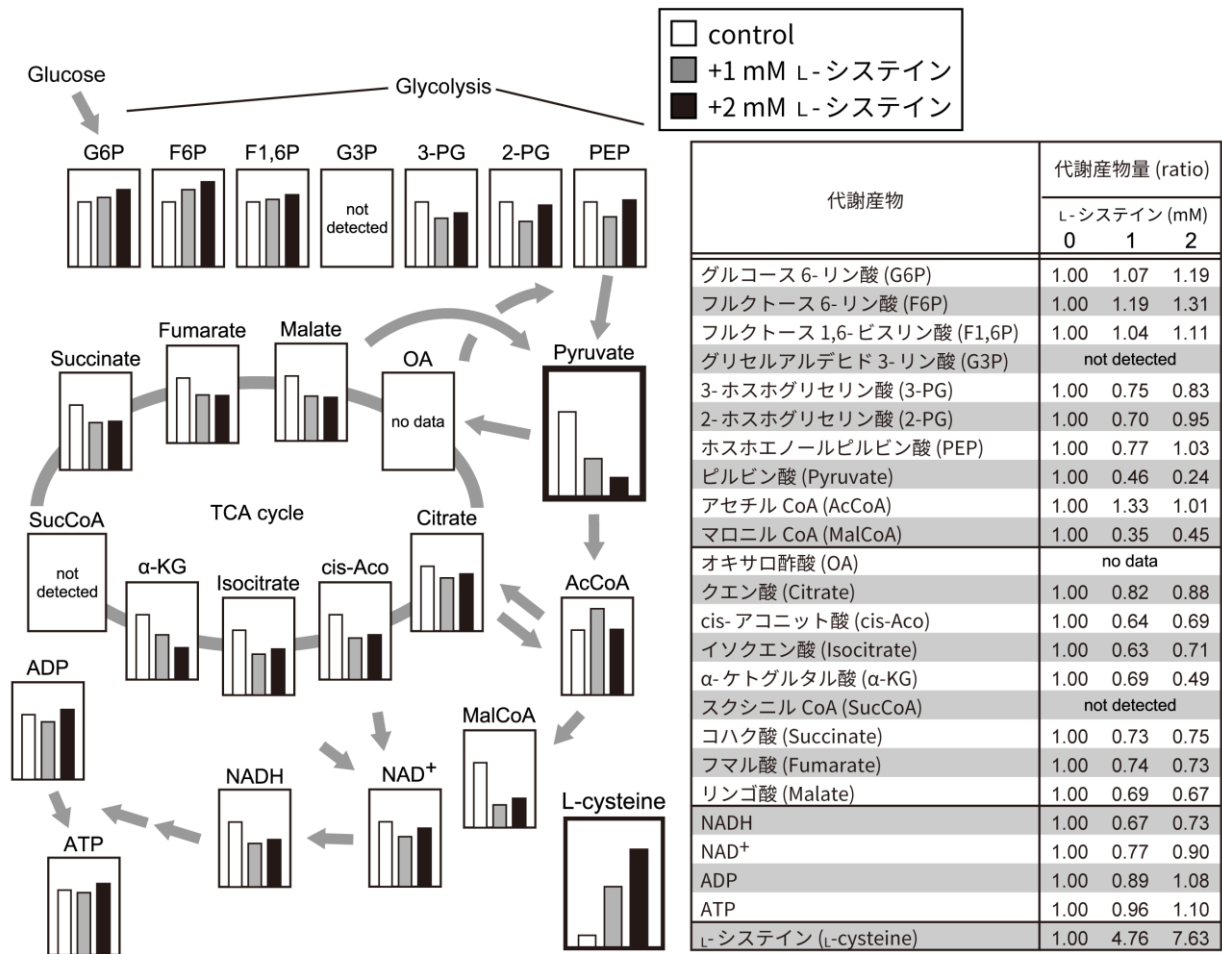 control
+1 mM L-システイン
+2 mM L-システイン
Glucose
Glycolysis
G6P F6P F1,6P G3P 3-PG 2-PG PEP
not
detected
Fumarate Malate
Succinate OA Pyruvate
no data
TCA cycle
SucCoA Citrate
not
detected
α-KG Isocitrate cis-Aco AcCoA
ADP
MalCoA
NADH NAD+
L-cysteine
ATP
代謝産物 代謝産物量 (ratio)
L-システイン (mM)
0 1 2
グルコース 6-リン酸 (G6P) 1.00 1.07 1.19
フルクトース 6-リン酸 (F6P) 1.00 1.19 1.31
フルクトース 1,6-ビスリン酸 (F1,6P) 1.00 1.04 1.11
グリセルアルデヒド 3-リン酸 (G3P) not detected
3-ホスホグリセリン酸 (3-PG) 1.00 0.75 0.83
2-ホスホグリセリン酸 (2-PG) 1.00 0.70 0.95
ホスホエノールピルビン酸 (PEP) 1.00 0.77 1.03
ピルビン酸 (Pyruvate) 1.00 0.46 0.24
アセチル CoA (AcCoA) 1.00 1.33 1.01
マロニル CoA (MalCoA) 1.00 0.35 0.45
オキサロ酢酸 (OA) no data
クエン酸 (Citrate) 1.00 0.82 0.88
cis-アコニット酸 (cis-Aco) 1.00 0.64 0.69
イソクエン酸 (Isocitrate) 1.00 0.63 0.71
α-ケトグルタル酸 (α-KG) 1.00 0.69 0.49
スクシニル CoA (SucCoA) not detected
コハク酸 (Succinate) 1.00 0.73 0.75
フマル酸 (Fumarate) 1.00 0.74 0.73
リンゴ酸 (Malate) 1.00 0.69 0.67
NADH 1.00 0.67 0.73
NAD+ 1.00 0.77 0.90
ADP 1.00 0.89 1.08
ATP 1.00 0.96 1.10
L-システイン (L-cysteine) 1.00 4.76 7.63